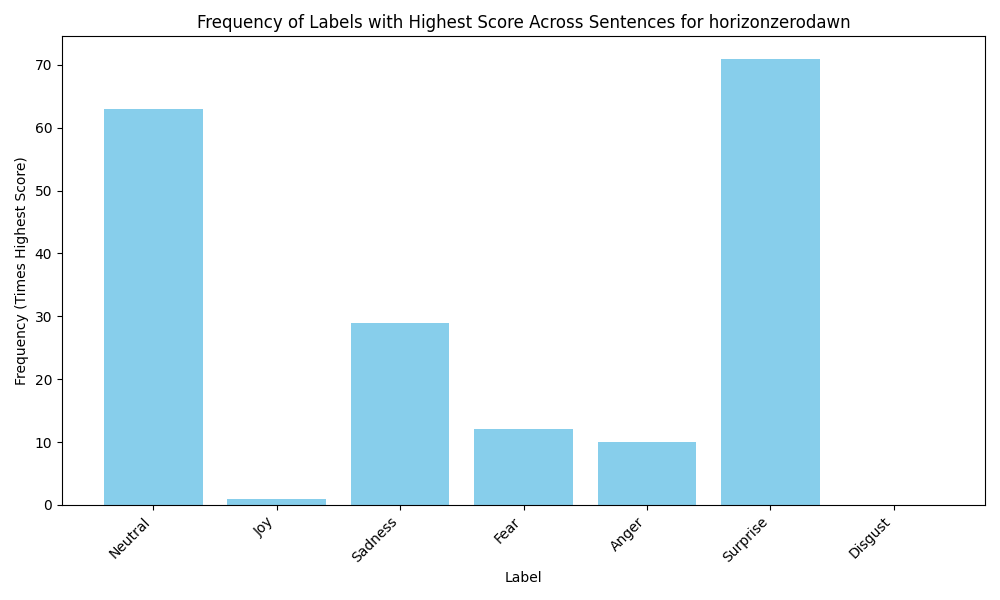 Frequency of Labels with Highest Score Across Sentences for horizonzerodawn
Frequency (Times Highest Score)
70
60
50
40
30
20
10
0
Neutral
Joy
Sadness
Fear
Anger
Surprise
Disgust
Label